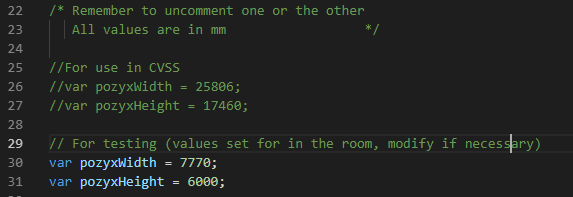 22 /* Remember to uncomment one or the other
23 All values are in mm */
24
25 //For use in CVSS
26 //var pozyxWidth = 25806;
27 //var pozyxHeight = 17460;
28
29 // For testing (values set for in the room, modify if necessary)
30 var pozyxWidth = 7770;
31 var pozyxHeight = 6000;